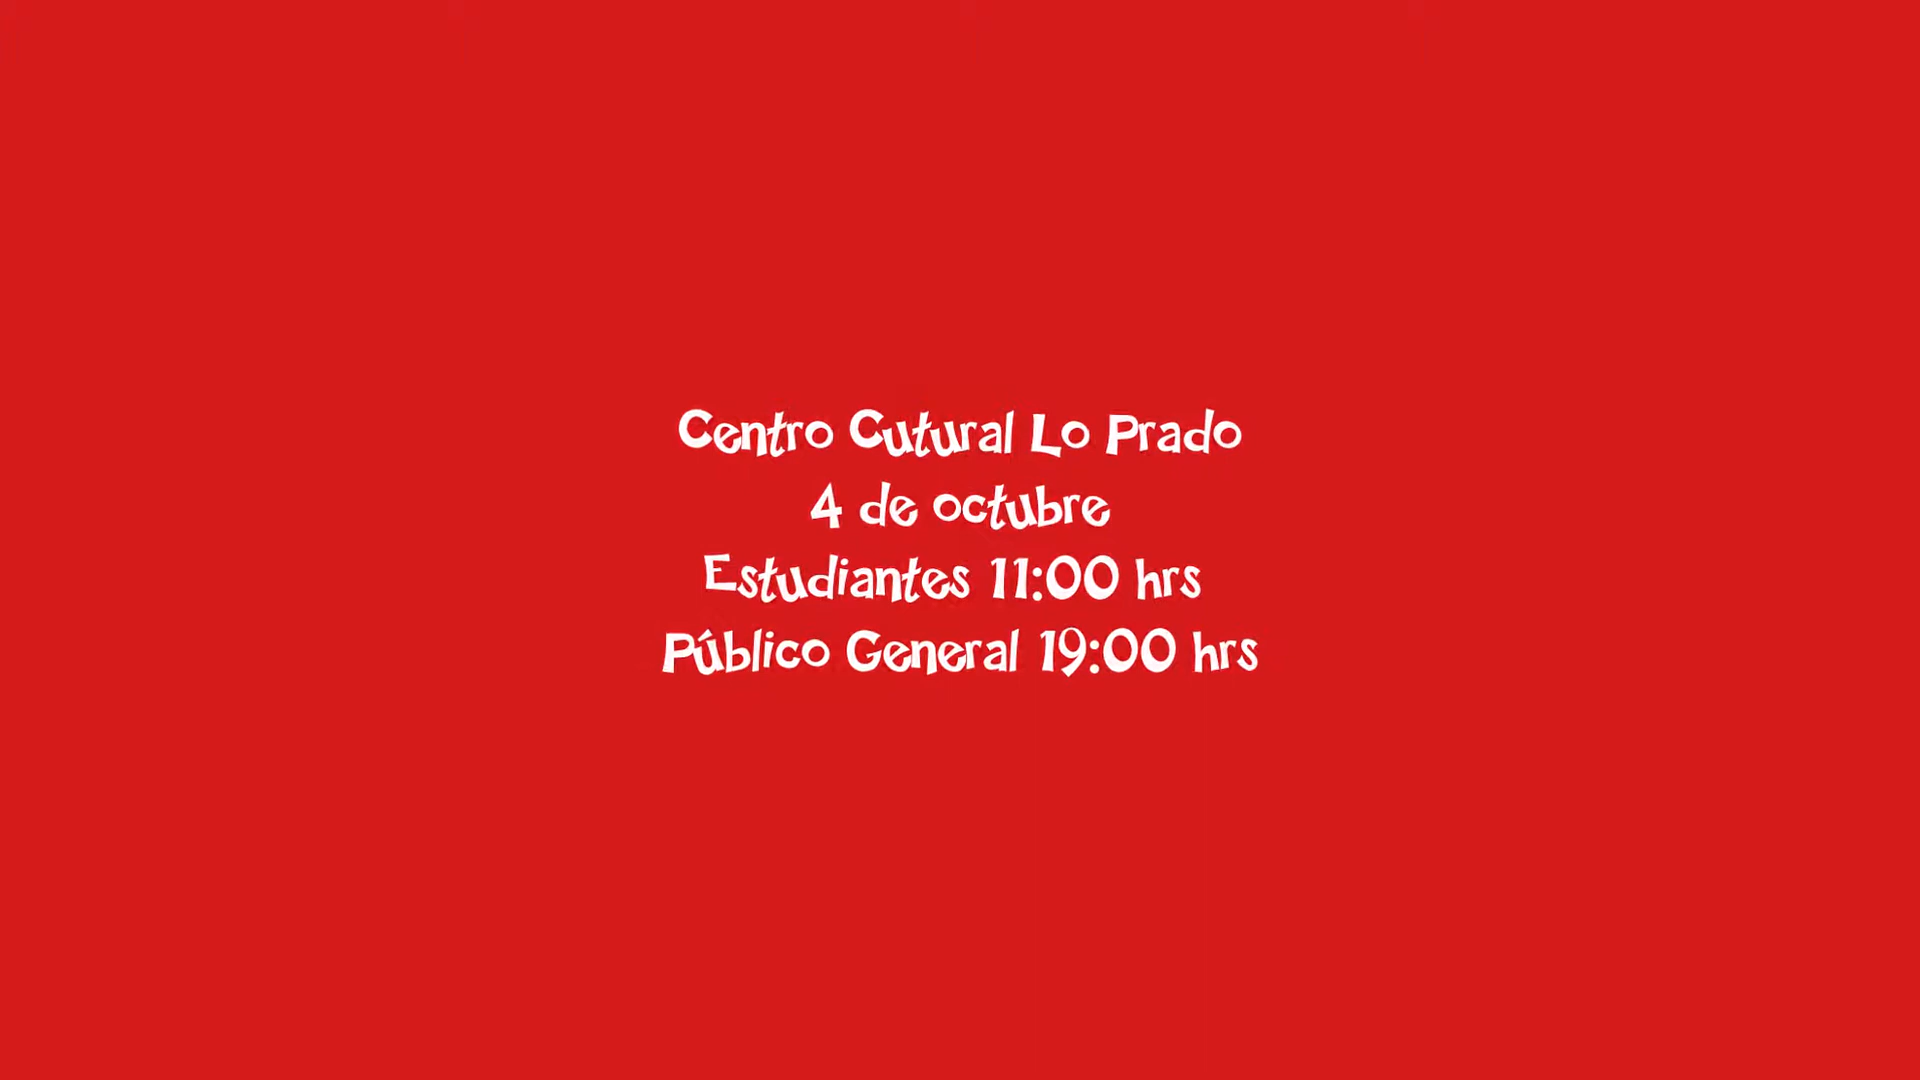 Centro Cutural Lo Prado
4 de octubre
Estudiantes 11:00 hrs
Público General 19:00 hrs